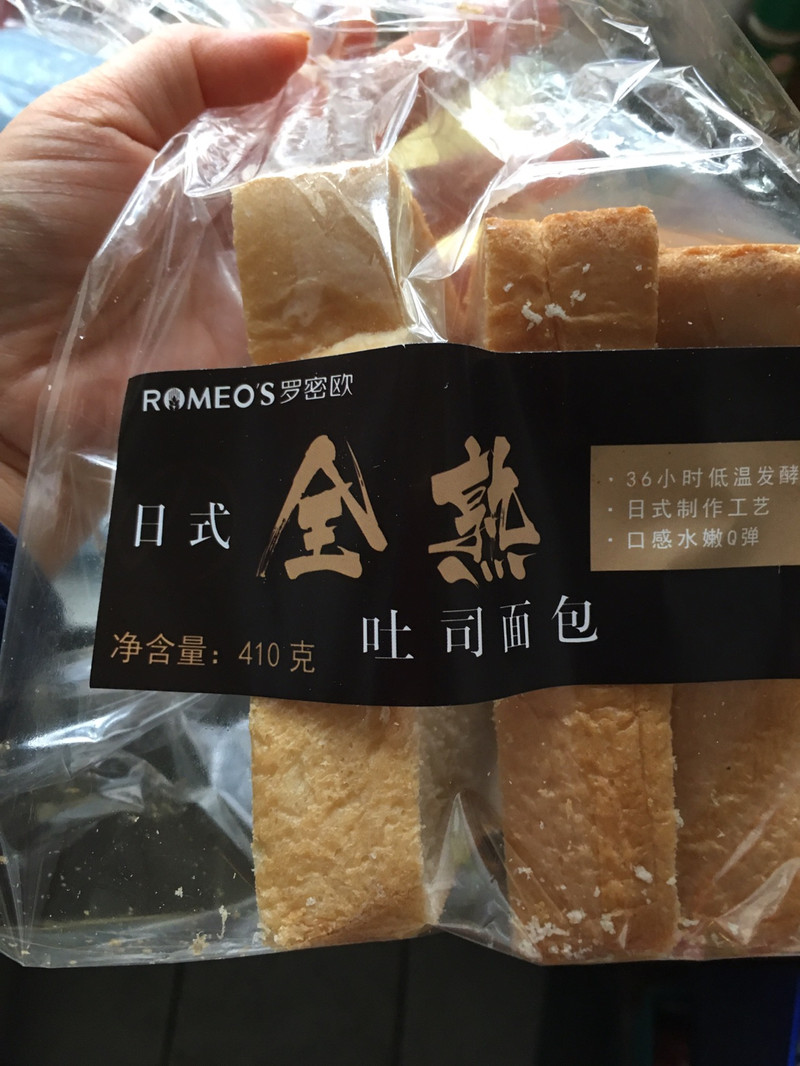 ROMEO'S罗密欧
日式 全熟
吐司面包
净含量：410克
· 36小时低温发酵
· 日式制作工艺
· 口感水嫩Q弹